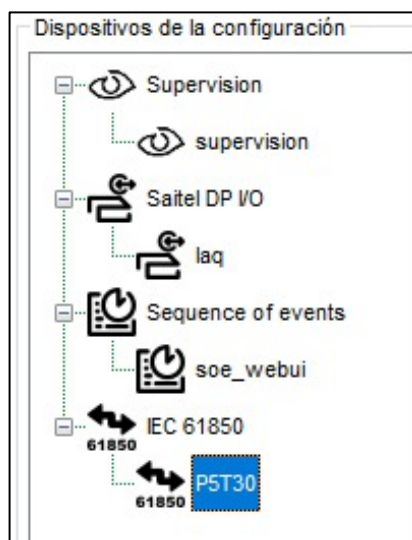 Dispositivos de la configuración
Supervision
supervision
Saitel DP I/O
laq
Sequence of events
soe_webui
IEC 61850
61850
P5T30
61850